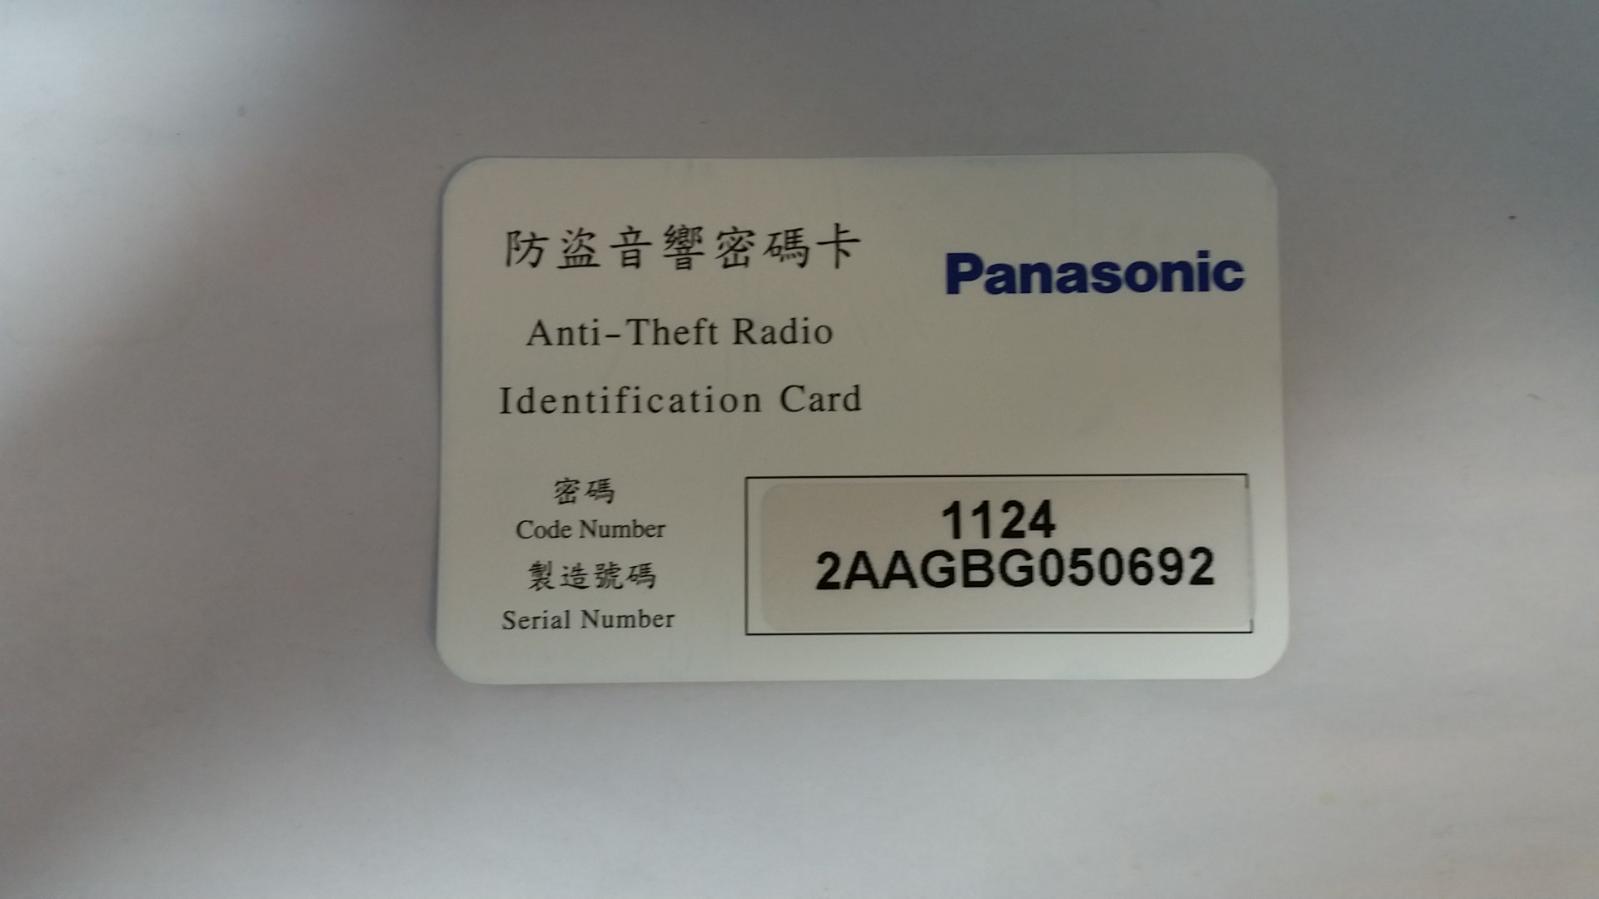 防盜音響密碼卡
Panasonic
Anti-Theft Radio
Identification Card
密碼
Code Number
1124
製造號碼
Serial Number
2AAGBG050692